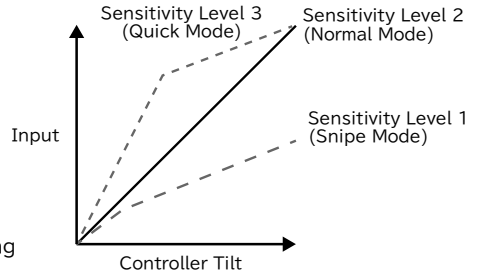 Sensitivity Level 3
(Quick Mode)
Sensitivity Level 2
(Normal Mode)
Sensitivity Level 1
(Snipe Mode)
Input
Controller Tilt